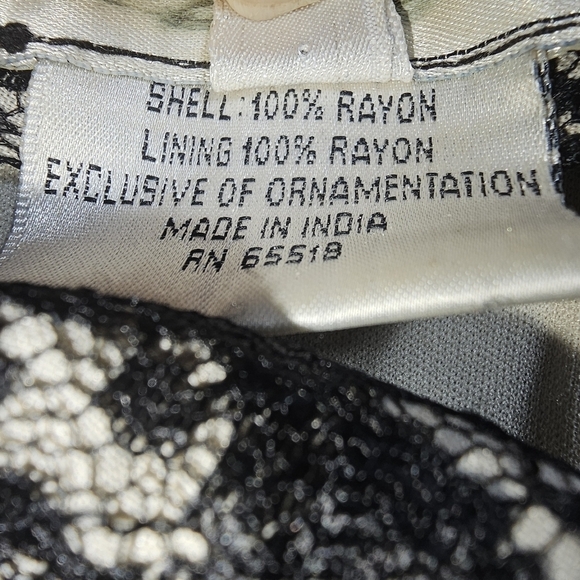 SHELL: 100% RAYON
LINING 100% RAYON
EXCLUSIVE OF ORNAMENTATION
MADE IN INDIA
RN 65518